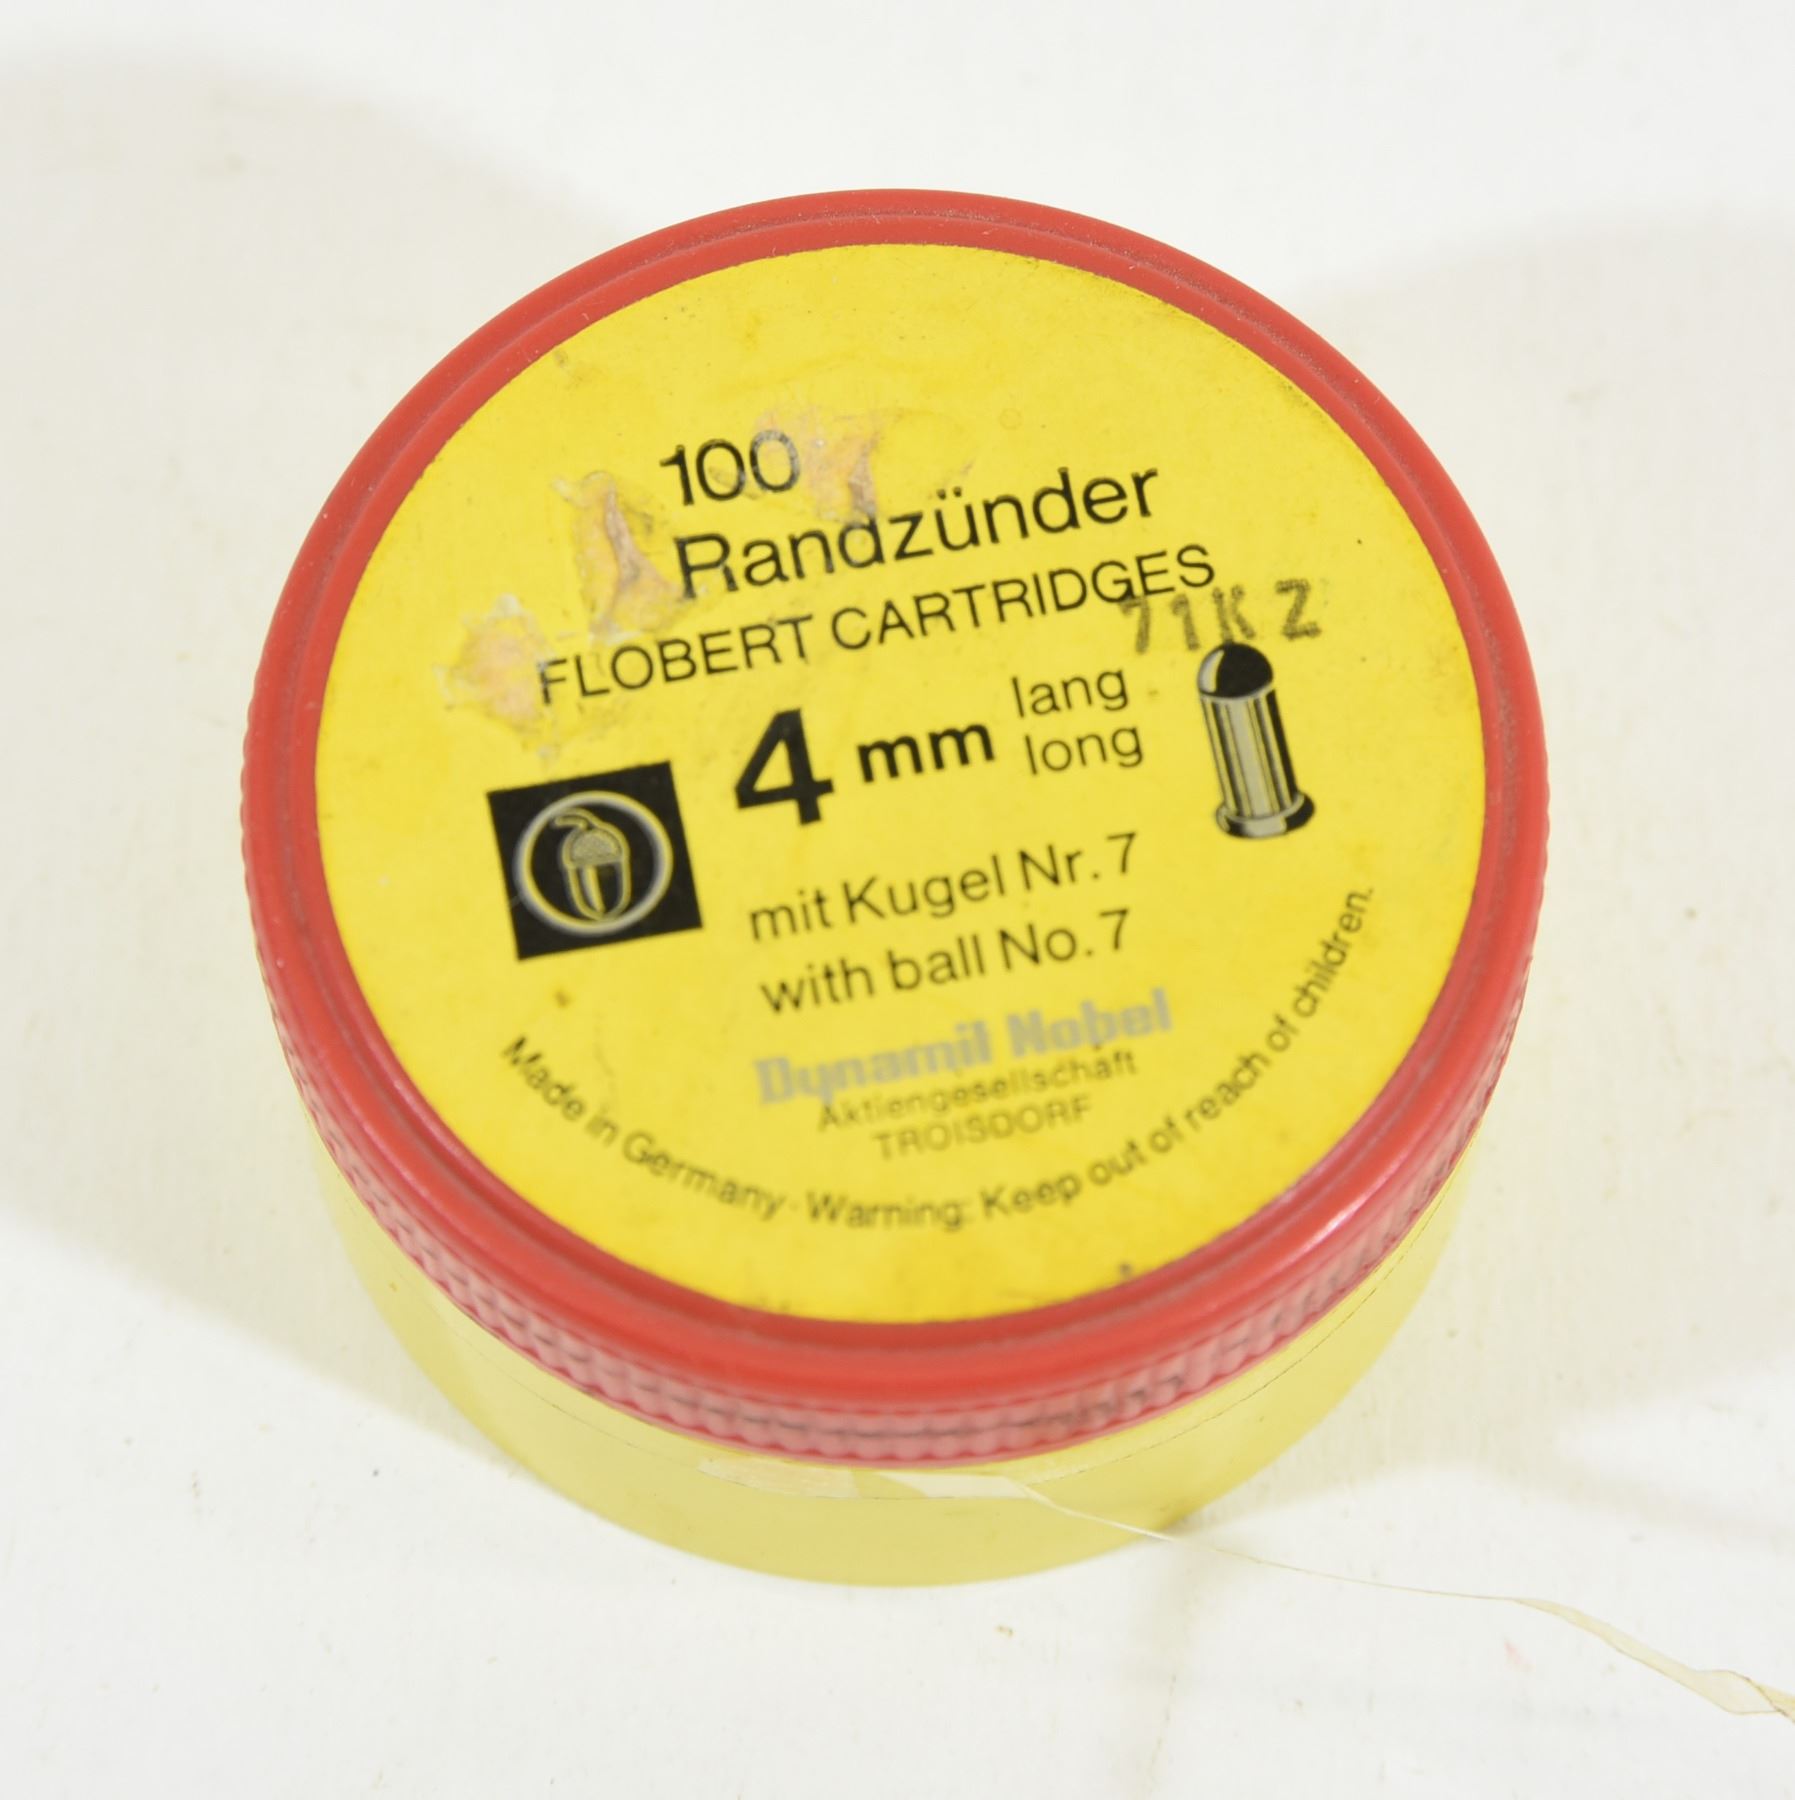 100
Randzünder
FLOBERT CARTRIDGES
71KZ
4 mm lang
long
mit Kugel Nr. 7
with ball No. 7
Dynamit Nobel
Aktiengesellschaft
TROISDORF
Made in Germany · Warning: Keep out of reach of children.